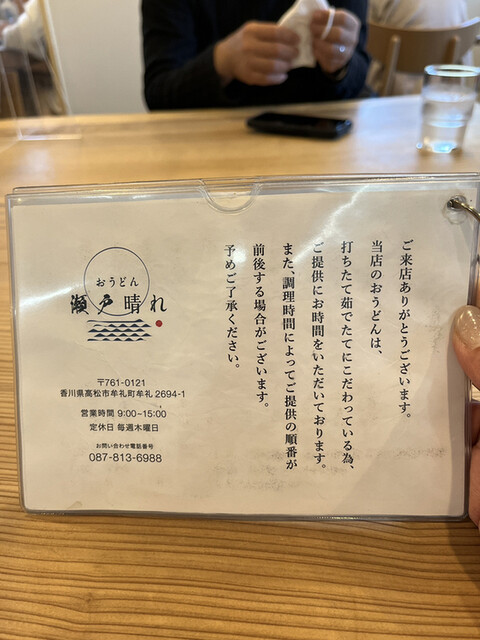 ご来店ありがとうございます。
当店のおうどんは、
打ちたて茹でたてにこだわっている為、
ご提供にお時間をいただいております。
また、調理時間によってご提供の順番が
前後する場合がございます。
予めご了承ください。
おうどん
瀬戸晴れ
〒761-0121
香川県高松市牟礼町牟礼 2694-1
営業時間 9:00~15:00
定休日 毎週木曜日
お問い合わせ電話番号
087-813-6988